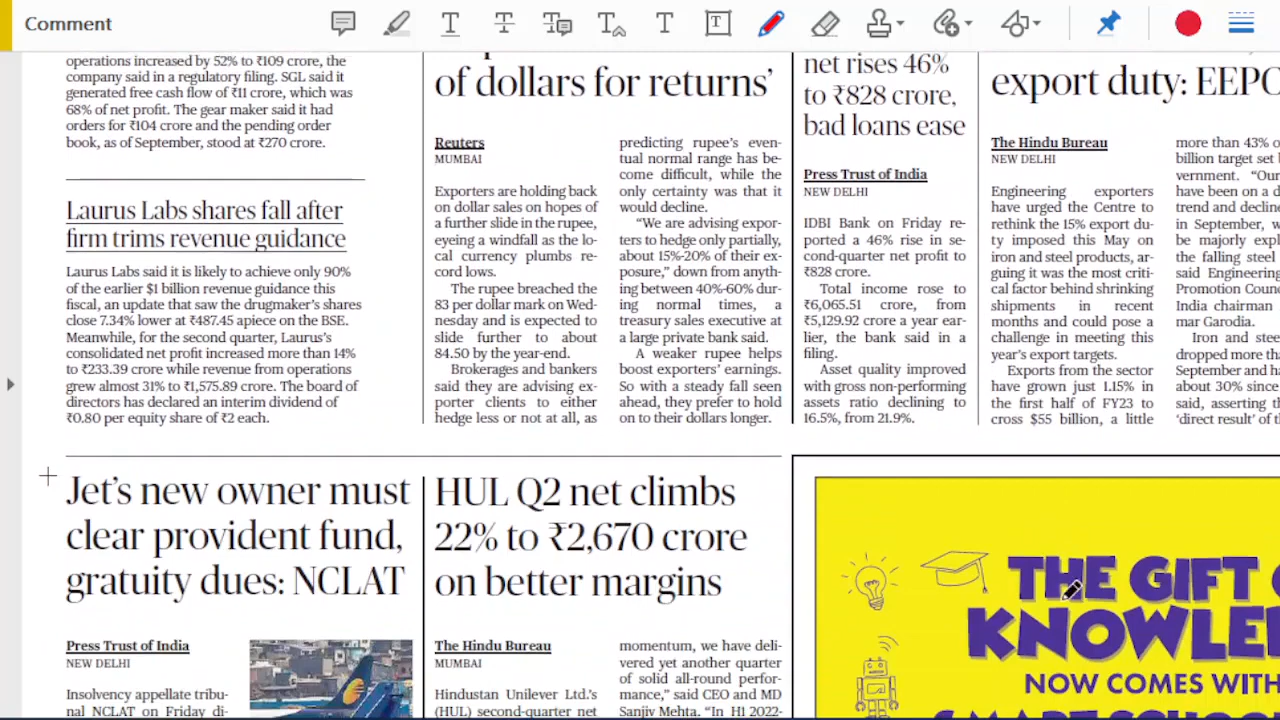 Comment
operations increased by 52% to ₹109 crore, the
company said in a regulatory filing. SGL said it
generated free cash flow of ₹11 crore, which was
68% of net profit. The gear maker said it had
orders for ₹104 crore and the pending order
book, as of September, stood at ₹270 crore.
Laurus Labs shares fall after
firm trims revenue guidance
Laurus Labs said it is likely to achieve only 90%
of the earlier $1 billion revenue guidance this
fiscal, an update that saw the drugmaker's shares
close 7.34% lower at ₹487.45 apiece on the BSE.
Meanwhile, for the second quarter, Laurus's
consolidated net profit increased more than 14%
to ₹233.39 crore while revenue from operations
grew almost 31% to ₹1,575.89 crore. The board of
directors has declared an interim dividend of
₹0.80 per equity share of ₹2 each.
of dollars for returns’
Reuters
MUMBAI
Exporters are holding back
on dollar sales on hopes of
a further slide in the rupee,
eyeing a windfall as the lo-
cal currency plumbs re-
cord lows.
The rupee breached the
83 per dollar mark on Wed-
nesday and is expected to
slide further to about
84.50 by the year-end.
Brokerages and bankers
said they are advising ex-
porter clients to either
hedge less or not at all, as
predicting rupee's even-
tual normal range has be-
come difficult, while the
only certainty was that it
would decline.
“We are advising expor-
ters to hedge only partially,
about 15%-20% of their ex-
posure,” down from anyth-
ing between 40%-60% dur-
ing normal times, a
treasury sales executive at
a large private bank said.
A weaker rupee helps
boost exporters' earnings.
So with a steady fall seen
ahead, they prefer to hold
on to their dollars longer.
net rises 46%
to ₹828 crore,
bad loans ease
Press Trust of India
NEW DELHI
IDBI Bank on Friday re-
ported a 46% rise in se-
cond-quarter net profit to
₹828 crore.
Total income rose to
₹6,065.51 crore, from
₹5,129.92 crore a year ear-
lier, the bank said in a
filing.
Asset quality improved
with gross non-performing
assets ratio declining to
16.5%, from 21.9%.
export duty: EEPC
The Hindu Bureau
NEW DELHI
Engineering exporters
have urged the Centre to
rethink the 15% export du-
ty imposed this May on
iron and steel products, ar-
guing it was the most criti-
cal factor behind shrinking
shipments in recent
months and could pose a
challenge in meeting this
year's export targets.
Exports from the sector
have grown just 1.15% in
the first half of FY23 to
cross $55 billion, a little
more than 43% o
billion target set
vernment. “Our
have been on a d
trend and decline
in September, w
be majorly expl
the falling steel
said Engineering
Promotion Counc
India chairman
mar Garodia.
Iron and stee
dropped more tha
September and ha
about 30% since
said, asserting th
‘direct result’ of t
Jet's new owner must
clear provident fund,
gratuity dues: NCLAT
Press Trust of India
NEW DELHI
Insolvency appellate tribu-
nal NCLAT on Friday di-
HUL Q2 net climbs
22% to ₹2,670 crore
on better margins
The Hindu Bureau
MUMBAI
Hindustan Unilever Ltd.'s
(HUL) second-quarter net
momentum, we have deli-
vered yet another quarter
of solid all-round perfor-
mance,” said CEO and MD
Sanjiv Mehta. “In H1 2022-
THE GIFT
KNOWLE
NOW COMES WITH